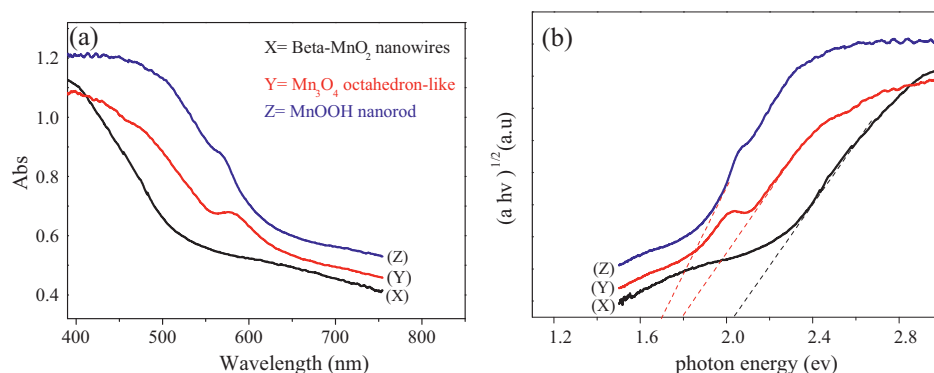 (a)
X= Beta-MnO₂ nanowires
Y= Mn₃O₄ octahedron-like
Z= MnOOH nanorod
1.2
1.0
0.8
0.6
0.4
Abs
(Z)
(Y)
(X)
400 500 600 700 800
Wavelength (nm)
(b)
(a hv )¹/²(a.u)
(Z)
(Y)
(X)
1.2 1.6 2.0 2.4 2.8
photon energy (ev)